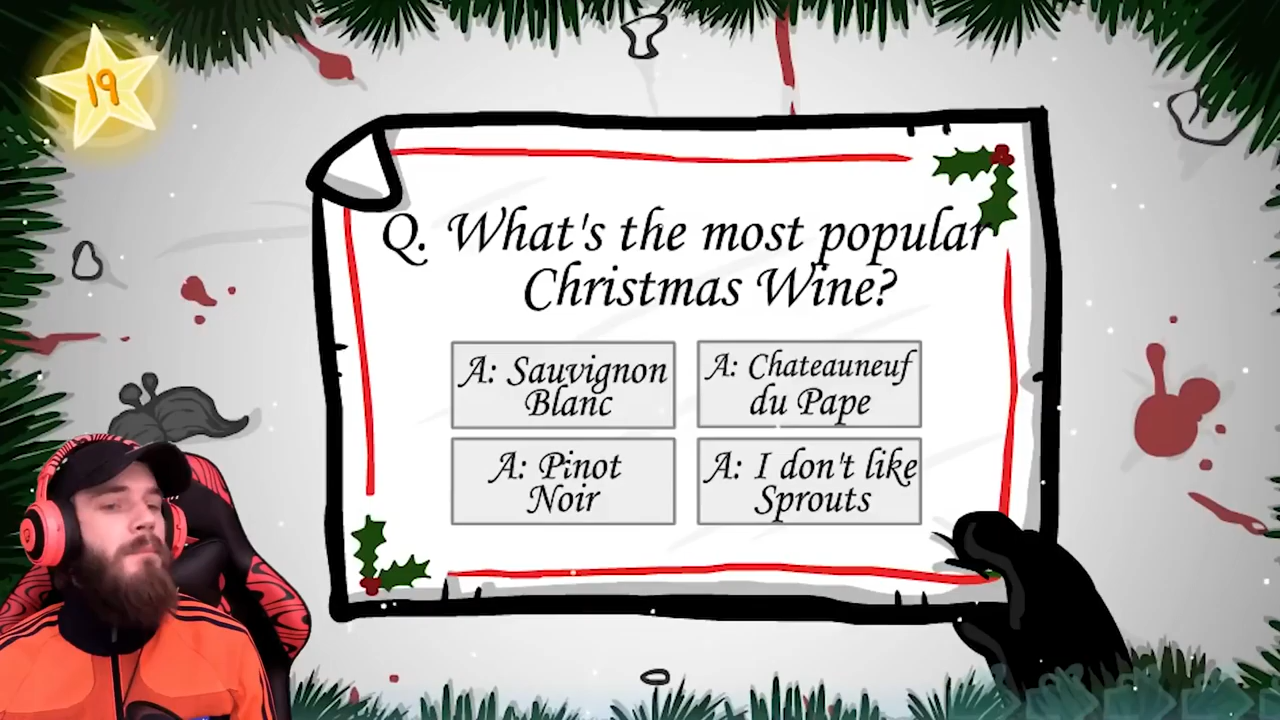 19
Q. What's the most popular
Christmas Wine?
A: Sauvignon
Blanc
A: Chateauneuf
du Pape
A: Pinot
Noir
A: I don't like
Sprouts